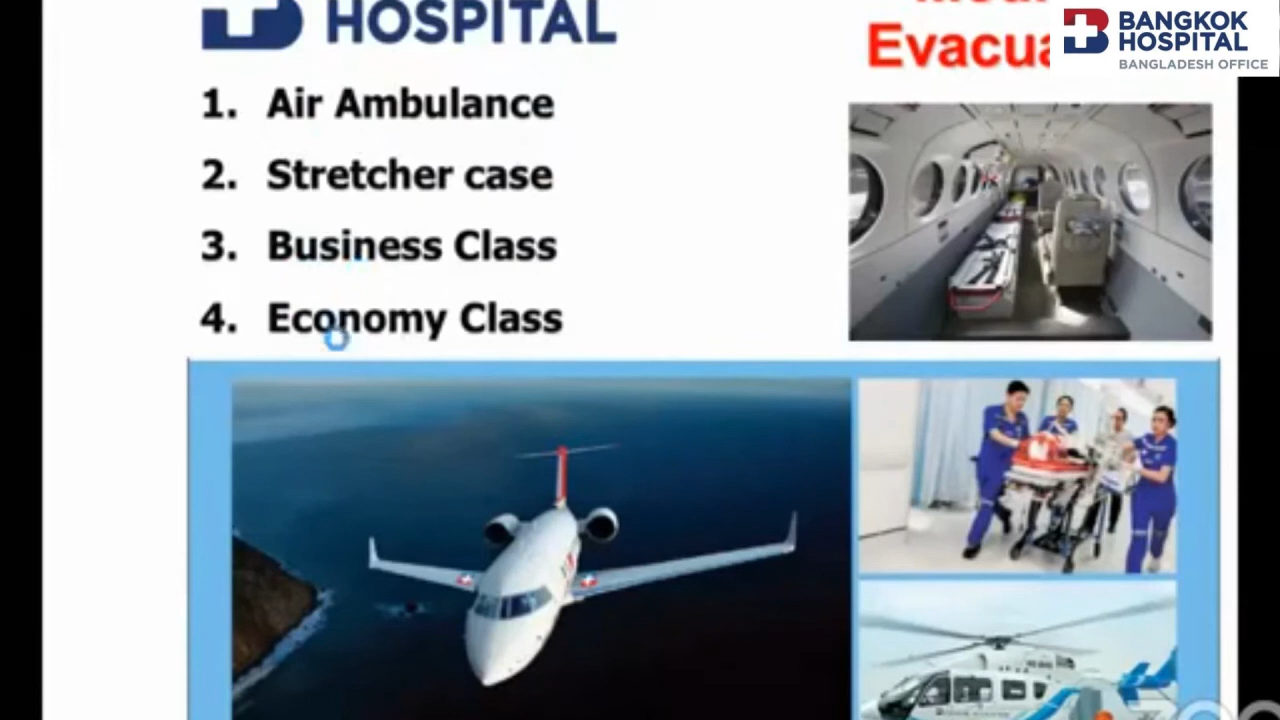 HOSPITAL
Evacua
BANGKOK
HOSPITAL
BANGLADESH OFFICE
1. Air Ambulance
2. Stretcher case
3. Business Class
4. Economy Class